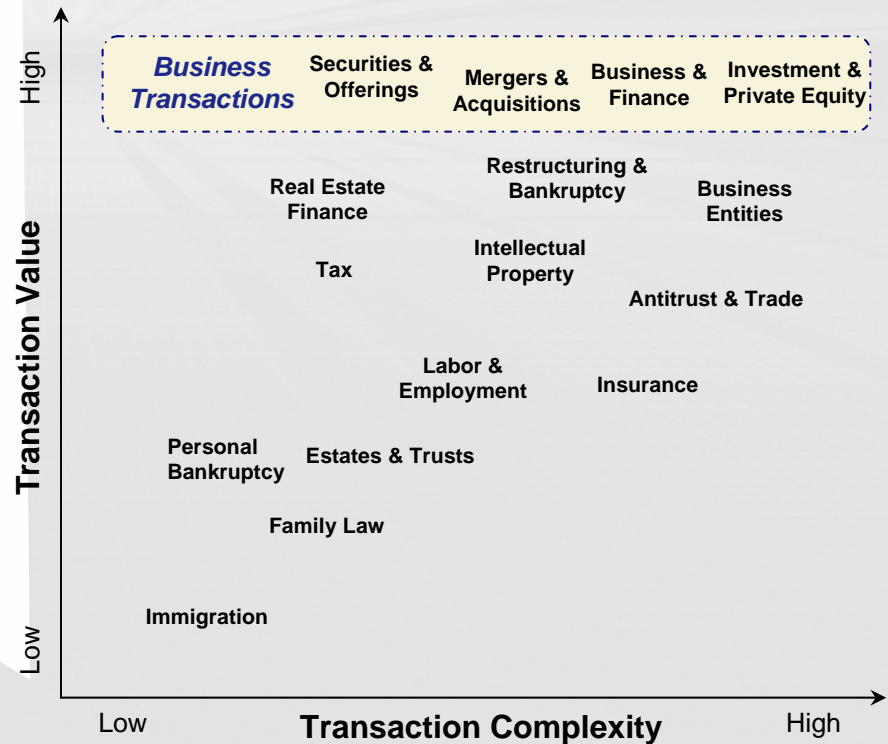 High
Business
Transactions
Securities &
Offerings
Mergers &
Acquisitions
Business &
Finance
Investment &
Private Equity
Restructuring &
Bankruptcy
Real Estate
Finance
Business
Entities
Intellectual
Property
Tax
Antitrust & Trade
Transaction Value
Labor &
Employment
Insurance
Personal
Bankruptcy
Estates & Trusts
Family Law
Immigration
Low
Low
Transaction Complexity
High